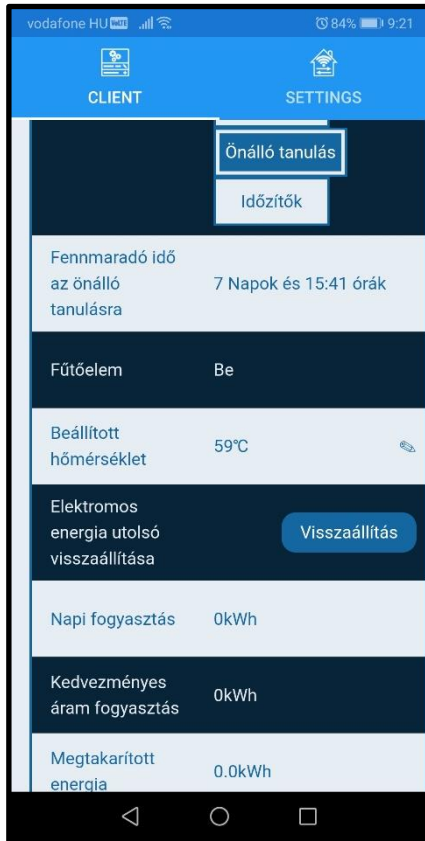 vodafone HU VoLTE 84% 9:21
CLIENT SETTINGS
Önálló tanulás
Időzítők
Fennmaradó idő
az önálló
tanulásra
7 Napok és 15:41 órák
Fűtőelem Be
Beállított
hőmérséklet
59℃
Elektromos
energia utolsó
visszaállítása
Visszaállítás
Napi fogyasztás 0kWh
Kedvezményes
áram fogyasztás
0kWh
Megtakarított
energia
0.0kWh